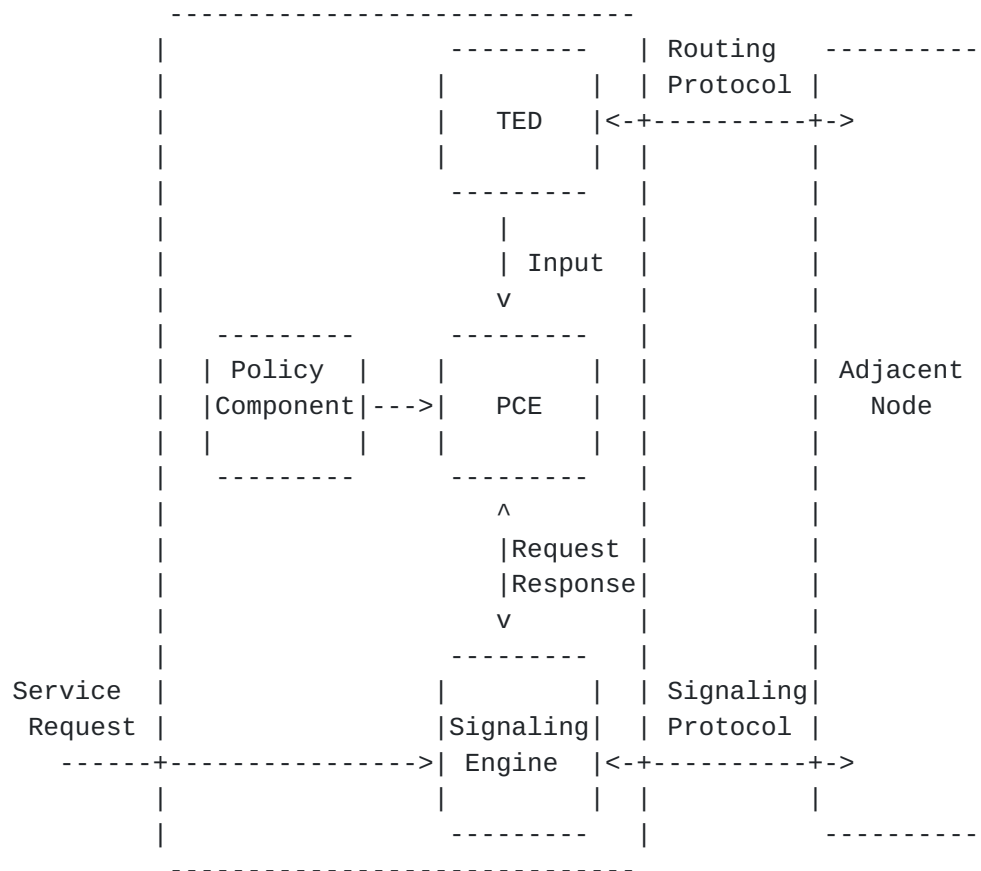 Routing
Protocol
TED
Input
Policy
Component
PCE
Adjacent
Node
Request
Response
Service
Request
Signaling
Engine
Signaling
Protocol